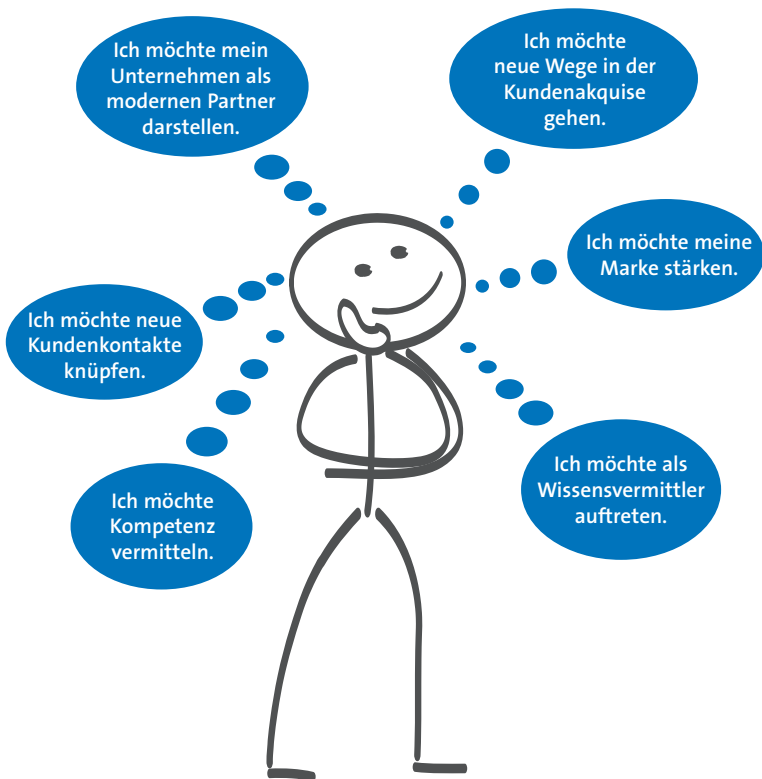 Ich möchte mein
Unternehmen als
modernen Partner
darstellen.
Ich möchte
neue Wege in der
Kundenakquise
gehen.
Ich möchte meine
Marke stärken.
Ich möchte neue
Kundenkontakte
knüpfen.
Ich möchte als
Wissensvermittler
auftreten.
Ich möchte
Kompetenz
vermitteln.